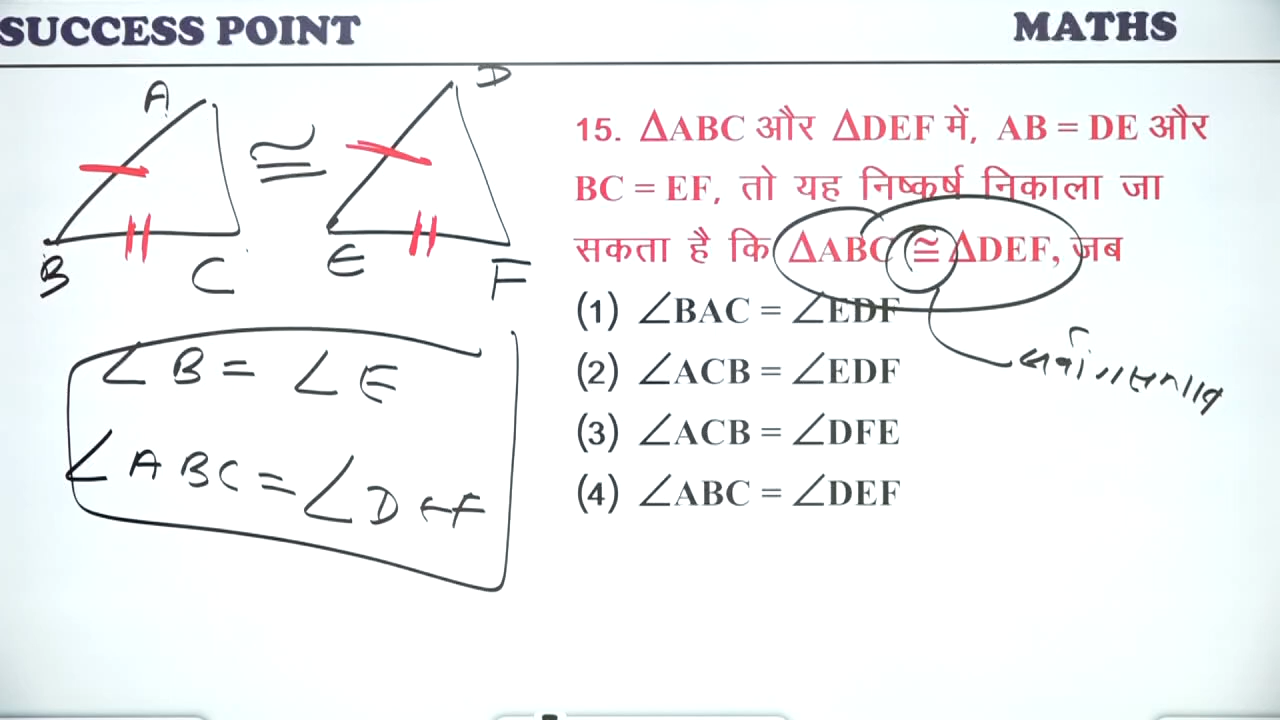 SUCCESS POINT
MATHS
A
D
≅
B
C
E
F
∠B = ∠E
∠ABC = ∠DEF
15. ΔABC और ΔDEF में, AB = DE और
BC = EF, तो यह निष्कर्ष निकाला जा
सकता है कि ΔABC ≅ ΔDEF, जब
(1) ∠BAC = ∠EDF
(2) ∠ACB = ∠EDF
(3) ∠ACB = ∠DFE
(4) ∠ABC = ∠DEF